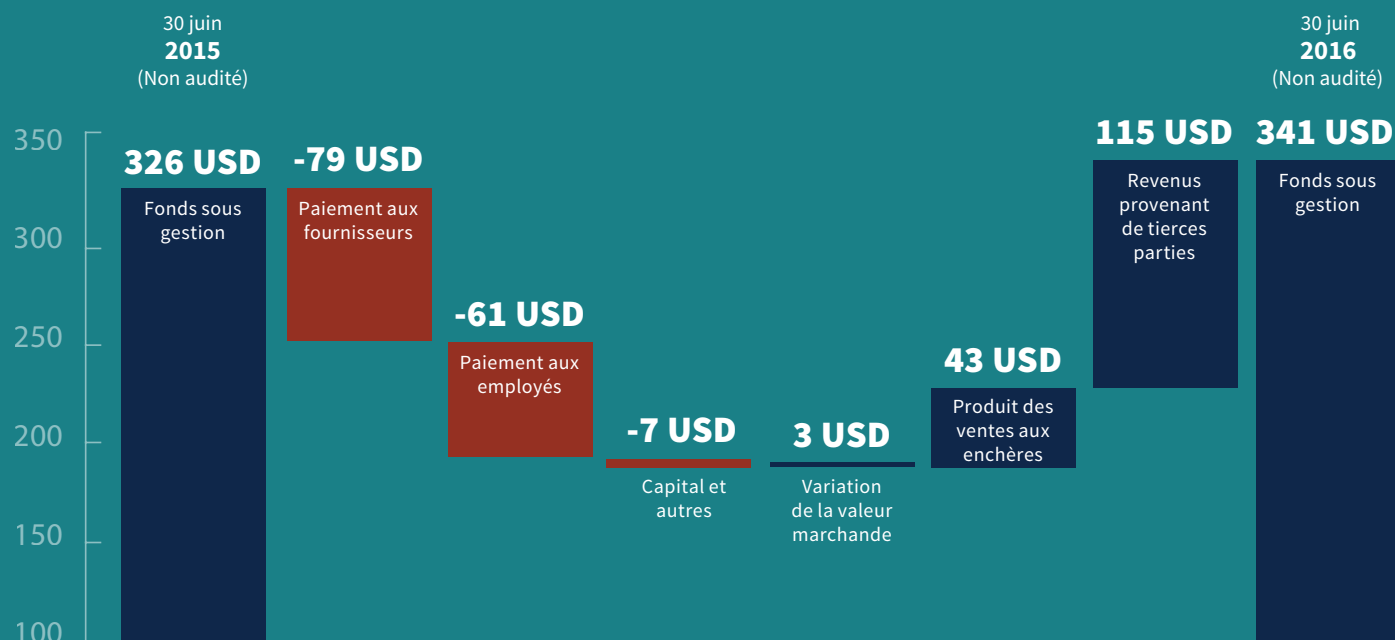 30 juin
2015
(Non audité)
30 juin
2016
(Non audité)
350
300
250
200
150
100
326 USD
Fonds sous
gestion
-79 USD
Paiement aux
fournisseurs
-61 USD
Paiement aux
employés
-7 USD
Capital et
autres
3 USD
Variation
de la valeur
marchande
43 USD
Produit des
ventes aux
enchères
115 USD
Revenus
provenant
de tierces
parties
341 USD
Fonds sous
gestion